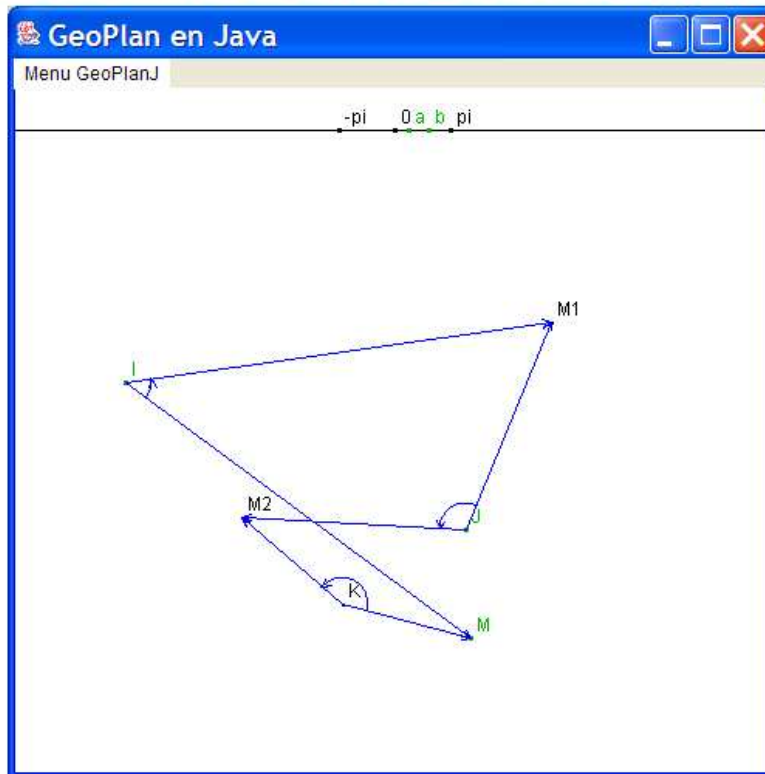 GeoPlan en Java
Menu GeoPlanJ
-pi 0 a b pi
M1
I
M2
J
K
M